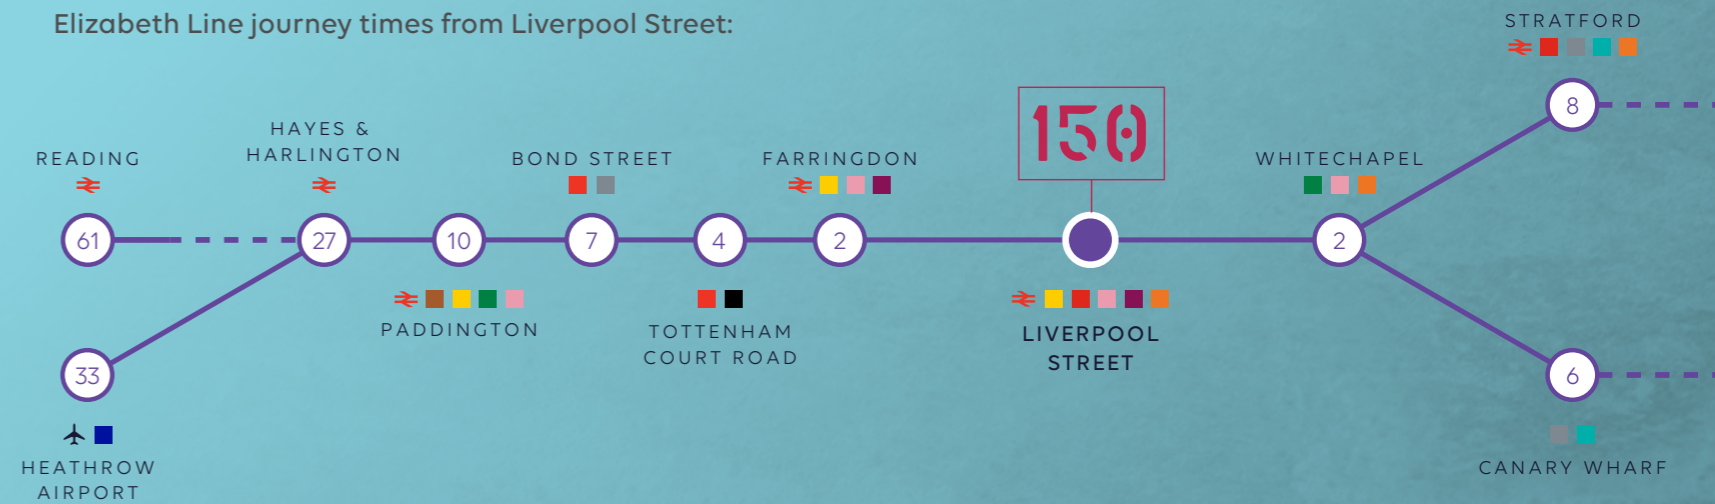 Elizabeth Line journey times from Liverpool Street:
STRATFORD
8
150
READING
61
HAYES &
HARLINGTON
27
10
PADDINGTON
BOND STREET
7
4
TOTTENHAM
COURT ROAD
FARRINGDON
2
LIVERPOOL
STREET
WHITECHAPEL
2
33
HEATHROW
AIRPORT
6
CANARY WHARF